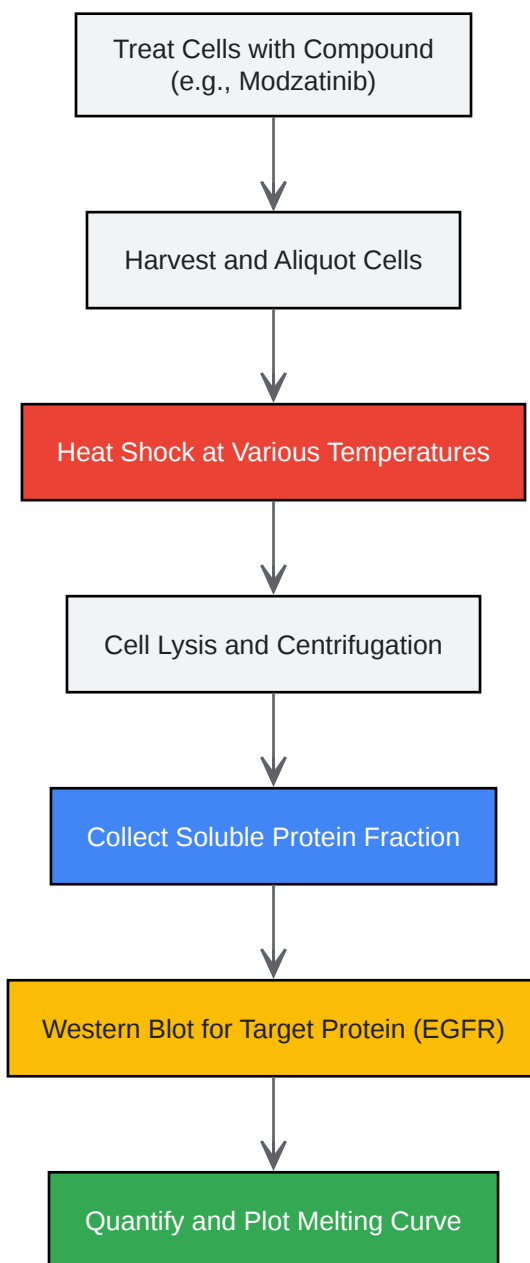 Treat Cells with Compound
(e.g., Modzatinib)
Harvest and Aliquot Cells
Heat Shock at Various Temperatures
Cell Lysis and Centrifugation
Collect Soluble Protein Fraction
Western Blot for Target Protein (EGFR)
Quantify and Plot Melting Curve